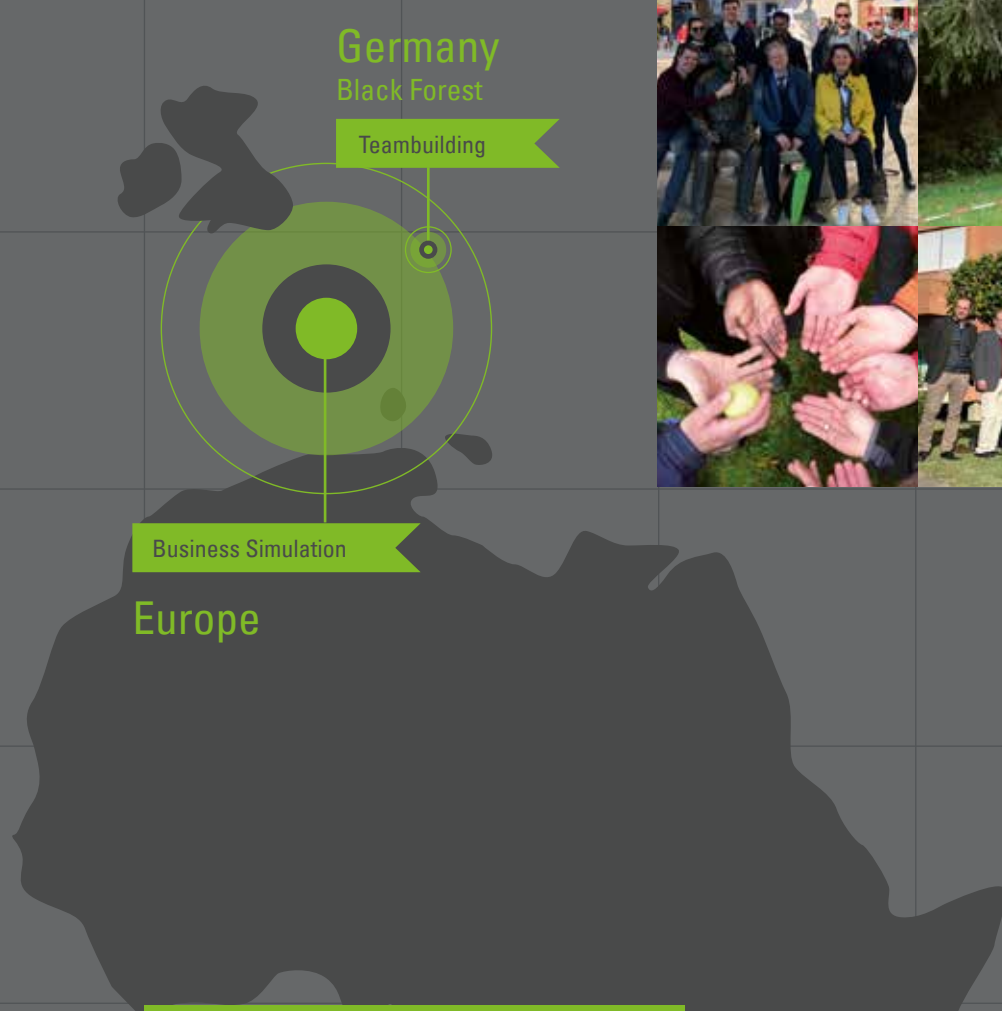 Germany
Black Forest
Teambuilding
Business Simulation
Europe